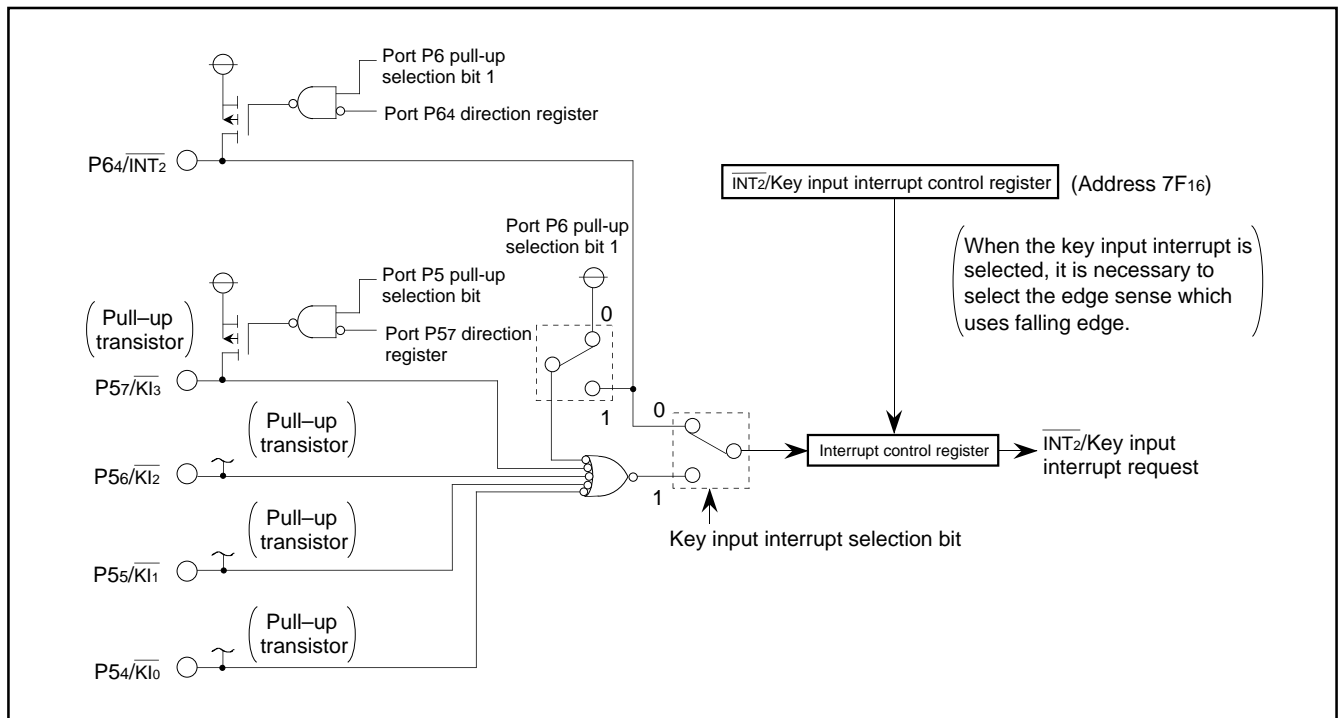 Port P6 pull-up
selection bit 1
Port P64 direction register
P64/INT2
INT2/Key input interrupt control register
(Address 7F16)
Port P6 pull-up
selection bit 1
(When the key input interrupt is
selected, it is necessary to
select the edge sense which
uses falling edge.)
Port P5 pull-up
selection bit
Port P57 direction
register
(Pull–up
transistor)
0
1
P57/KI3
0
1
(Pull–up
transistor)
P56/KI2
Interrupt control register
INT2/Key input
interrupt request
Key input interrupt selection bit
(Pull–up
transistor)
P55/KI1
(Pull–up
transistor)
P54/KI0